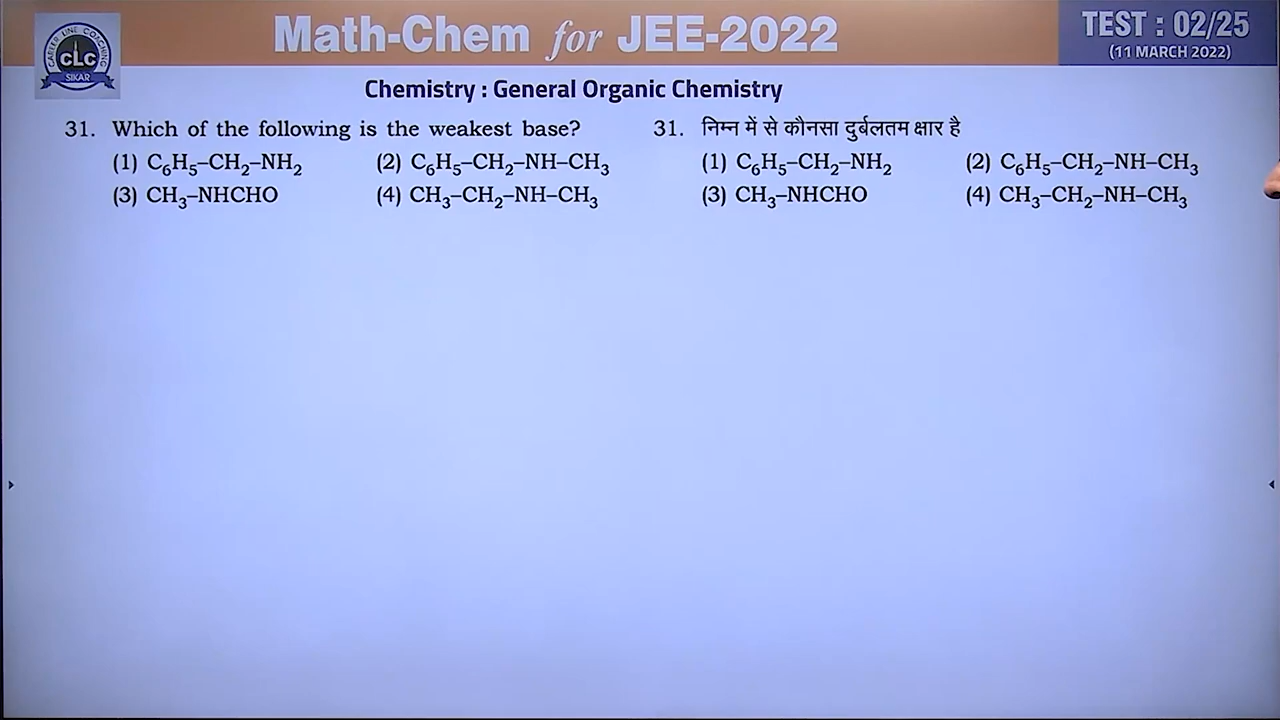 CAREER LINE COACHING
CLC
SIKAR
Math-Chem for JEE-2022
TEST : 02/25
(11 MARCH 2022)
Chemistry : General Organic Chemistry
31. Which of the following is the weakest base?
(1) C₆H₅–CH₂–NH₂ (2) C₆H₅–CH₂–NH–CH₃
(3) CH₃–NHCHO (4) CH₃–CH₂–NH–CH₃
31. निम्न में से कौनसा दुर्बलतम क्षार है
(1) C₆H₅–CH₂–NH₂ (2) C₆H₅–CH₂–NH–CH₃
(3) CH₃–NHCHO (4) CH₃–CH₂–NH–CH₃